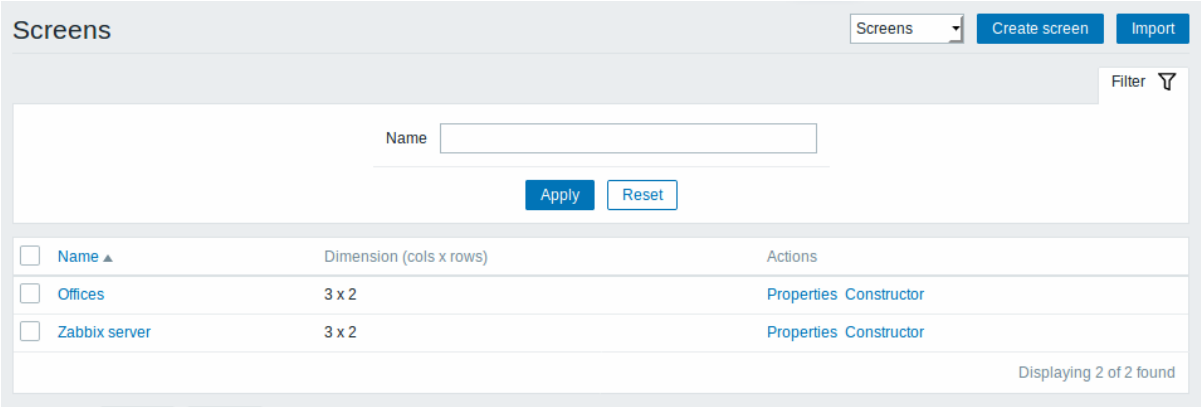 Screens Screens Create screen Import
Filter
Name
Apply Reset
Name Dimension (cols x rows) Actions
Offices 3 x 2 Properties Constructor
Zabbix server 3 x 2 Properties Constructor
Displaying 2 of 2 found